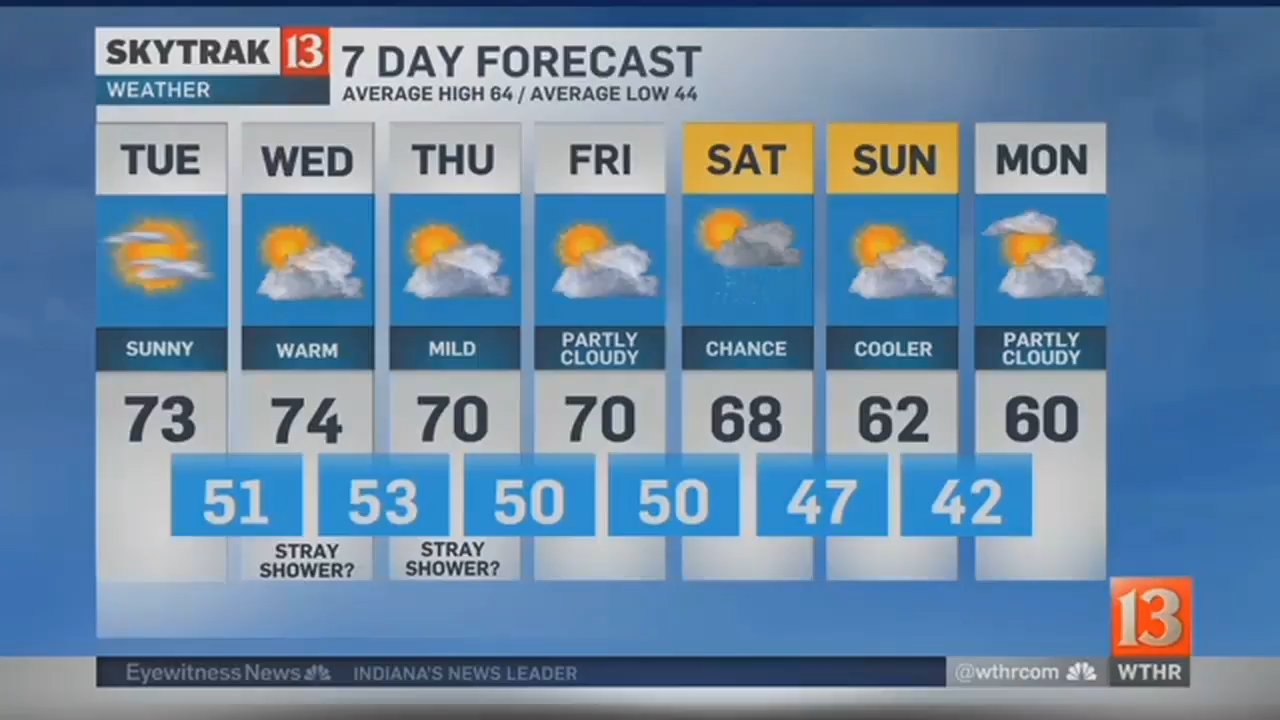 SKYTRAK 13
WEATHER
7 DAY FORECAST
AVERAGE HIGH 64 / AVERAGE LOW 44
TUE WED THU FRI SAT SUN MON
SUNNY WARM MILD PARTLY CLOUDY CHANCE COOLER PARTLY CLOUDY
73 74 70 70 68 62 60
51 53 50 50 47 42
STRAY SHOWER? STRAY SHOWER?
13
Eyewitness News INDIANA'S NEWS LEADER @wthrcom WTHR